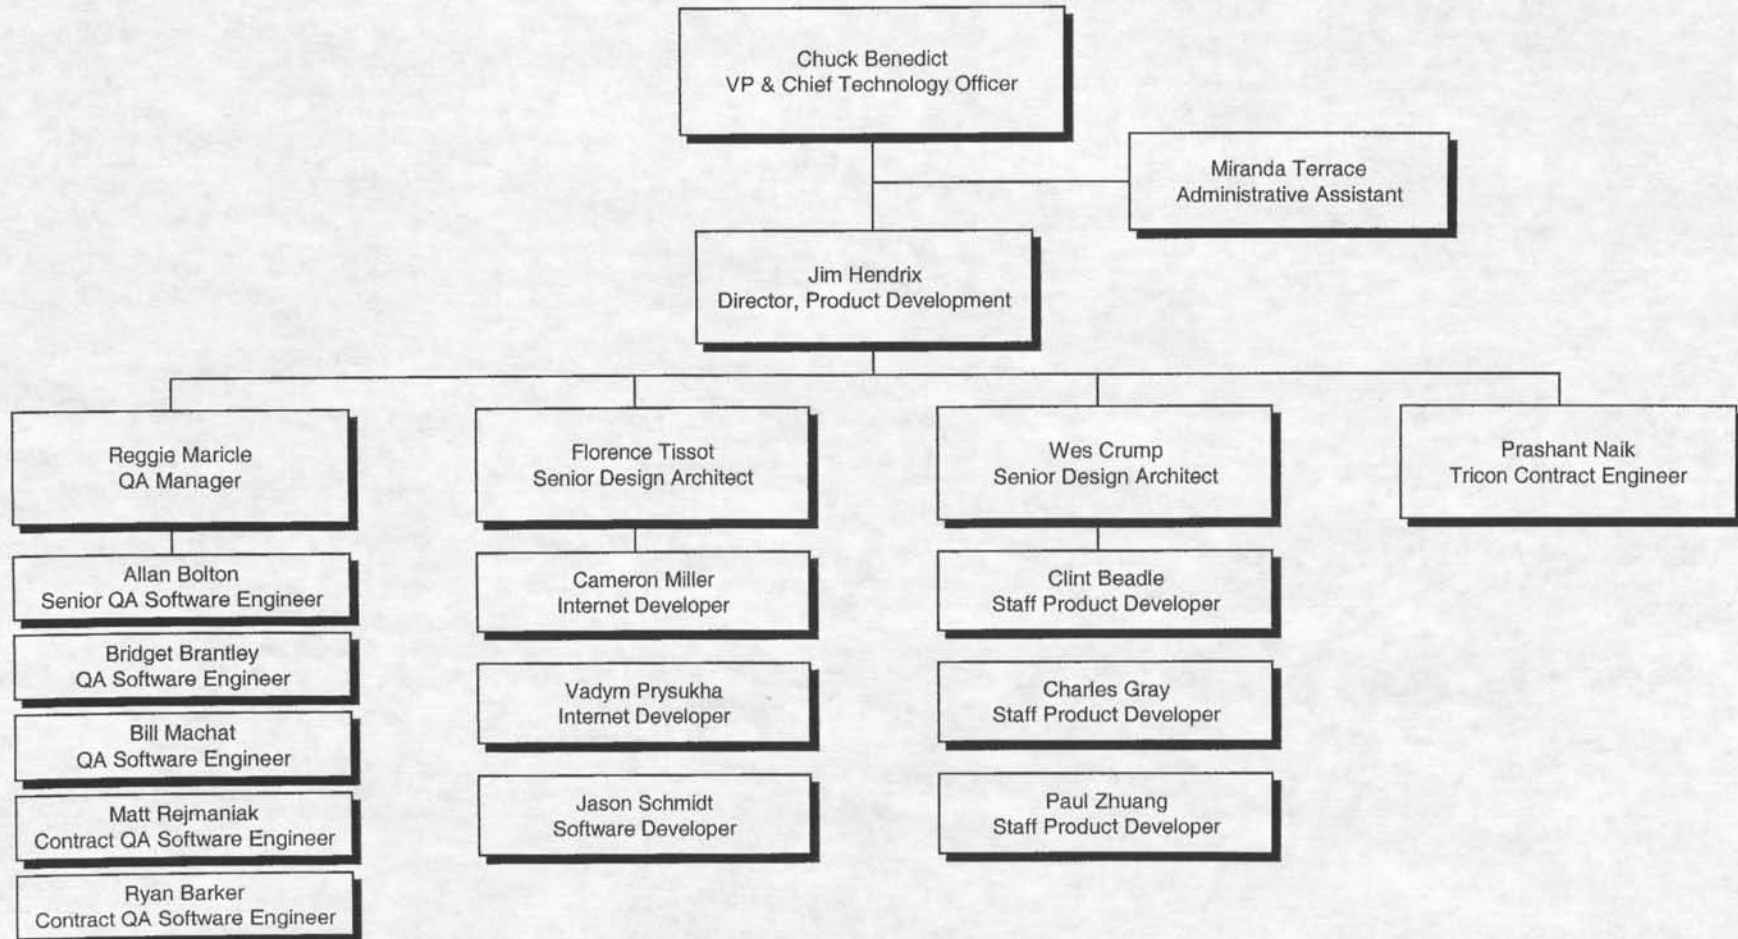 Chuck Benedict
VP & Chief Technology Officer
Miranda Terrace
Administrative Assistant
Jim Hendrix
Director, Product Development
Reggie Maricle
QA Manager
Florence Tissot
Senior Design Architect
Wes Crump
Senior Design Architect
Prashant Naik
Tricon Contract Engineer
Allan Bolton
Senior QA Software Engineer
Bridget Brantley
QA Software Engineer
Bill Machat
QA Software Engineer
Matt Rejmaniak
Contract QA Software Engineer
Ryan Barker
Contract QA Software Engineer
Cameron Miller
Internet Developer
Vadym Prysukha
Internet Developer
Jason Schmidt
Software Developer
Clint Beadle
Staff Product Developer
Charles Gray
Staff Product Developer
Paul Zhuang
Staff Product Developer